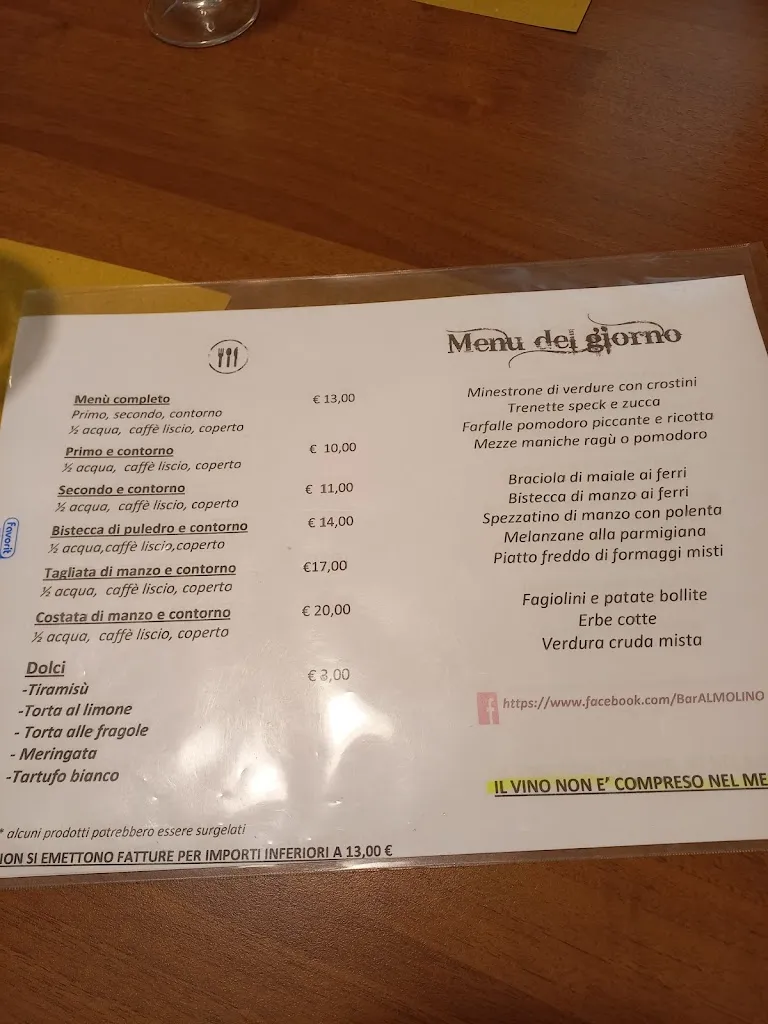 Menù completo € 13,00
Primo, secondo, contorno
½ acqua, caffè liscio, coperto
Primo e contorno € 10,00
½ acqua, caffè liscio, coperto
Secondo e contorno € 11,00
½ acqua, caffè liscio, coperto
Bistecca di puledro e contorno € 14,00
½ acqua,caffè liscio,coperto
Tagliata di manzo e contorno €17,00
½ acqua, caffè liscio, coperto
Costata di manzo e contorno € 20,00
½ acqua, caffè liscio, coperto
Dolci € 3,00
-Tiramisù
-Torta al limone
- Torta alle fragole
- Meringata
-Tartufo bianco
* alcuni prodotti potrebbero essere surgelati
NON SI EMETTONO FATTURE PER IMPORTI INFERIORI A 13,00 €
Favorit
Menu dei giorno
Minestrone di verdure con crostini
Trenette speck e zucca
Farfalle pomodoro piccante e ricotta
Mezze maniche ragù o pomodoro
Braciola di maiale ai ferri
Bistecca di manzo ai ferri
Spezzatino di manzo con polenta
Melanzane alla parmigiana
Piatto freddo di formaggi misti
Fagiolini e patate bollite
Erbe cotte
Verdura cruda mista
f https://www.facebook.com/BarALMOLINO
IL VINO NON E' COMPRESO NEL ME